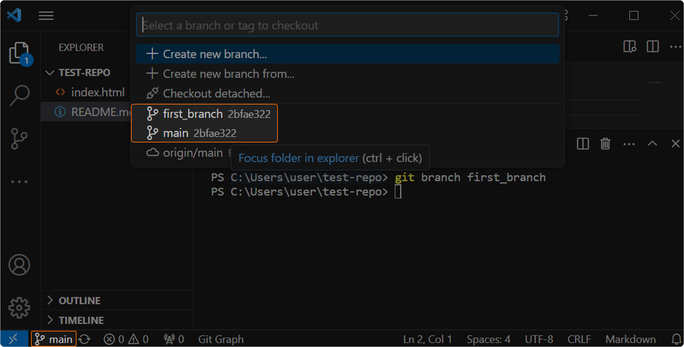 Select a branch or tag to checkout
Create new branch...
Create new branch from...
Checkout detached...
first_branch 2bfae322
main 2bfae322
origin/main
Focus folder in explorer (ctrl + click)
EXPLORER
TEST-REPO
index.html
README.m
1
PS C:\Users\user\test-repo> git branch first_branch
PS C:\Users\user\test-repo>
OUTLINE
TIMELINE
main 0 0 0 Git Graph Ln 2, Col 1 Spaces: 4 UTF-8 CRLF Markdown